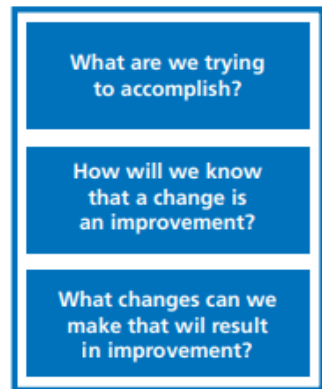 What are we trying
to accomplish?
How will we know
that a change is
an improvement?
What changes can we
make that wil result
in improvement?